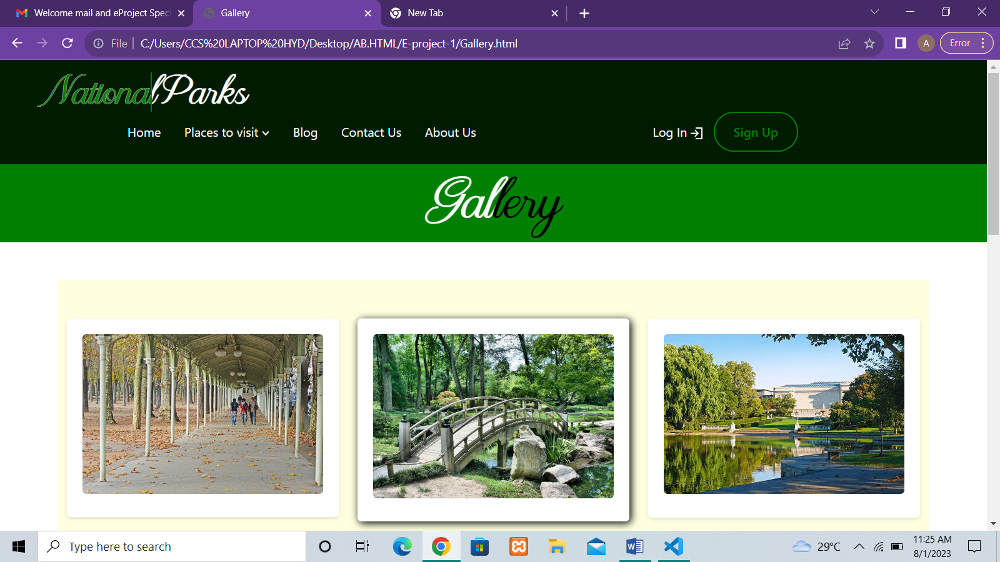 Welcome mail and eProject Speci
Gallery
New Tab
File
C:/Users/CCS%20LAPTOP%20HYD/Desktop/AB.HTML/E-project-1/Gallery.html
A
Error
NationalParks
Home
Places to visit
Blog
Contact Us
About Us
Log In
Sign Up
Gallery
Type here to search
29°C
11:25 AM
8/1/2023